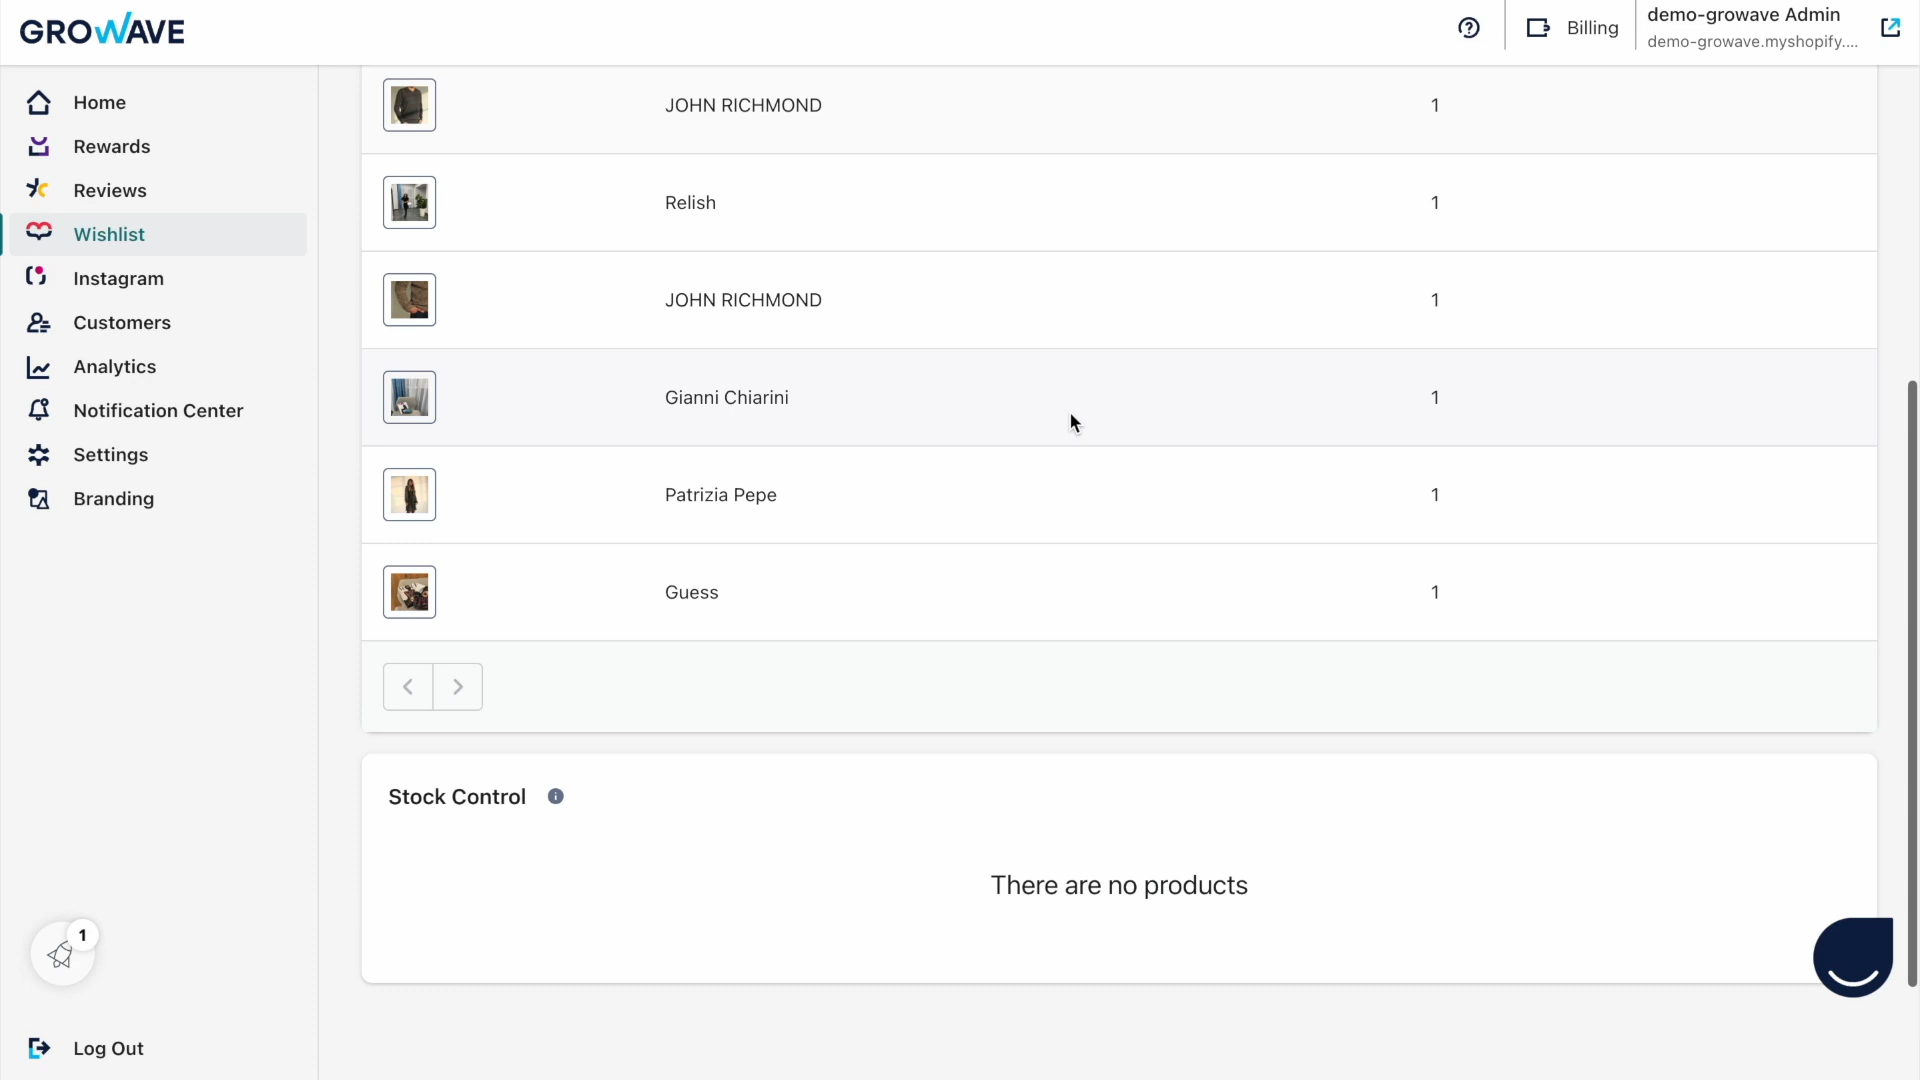 GROWAVE
Billing
demo-growave Admin
demo-growave.myshopify....
Home
Rewards
Reviews
Wishlist
Instagram
Customers
Analytics
Notification Center
Settings
Branding
1
Log Out
JOHN RICHMOND 1
Relish 1
JOHN RICHMOND 1
Gianni Chiarini 1
Patrizia Pepe 1
Guess 1
Stock Control
There are no products